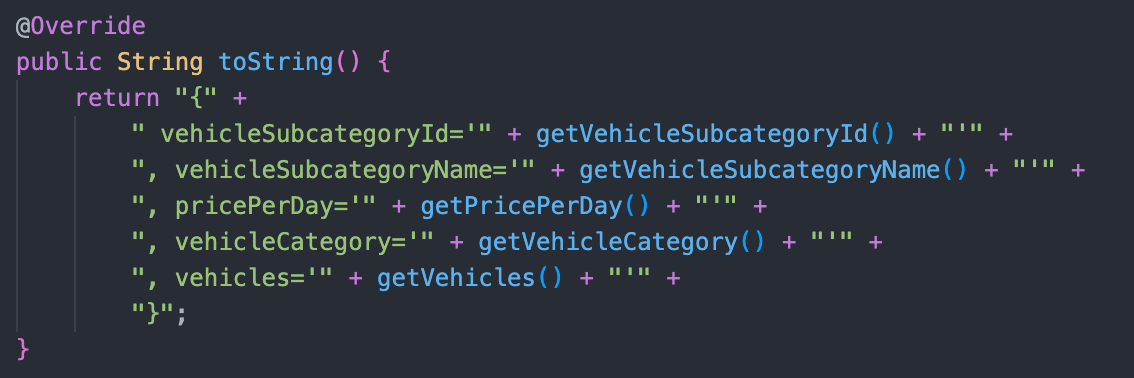 @Override
public String toString() {
    return "{" +
        " vehicleSubcategoryId='" + getVehicleSubcategoryId() + "'" +
        ", vehicleSubcategoryName='" + getVehicleSubcategoryName() + "'" +
        ", pricePerDay='" + getPricePerDay() + "'" +
        ", vehicleCategory='" + getVehicleCategory() + "'" +
        ", vehicles='" + getVehicles() + "'" +
        "}";
}